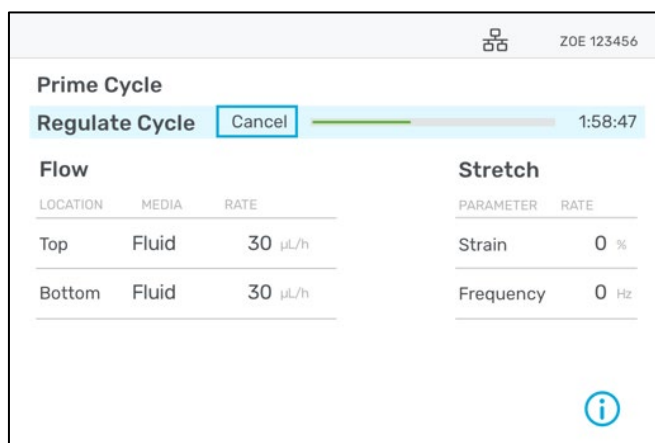 ZOE 123456
Prime Cycle
Regulate Cycle Cancel 1:58:47
Flow Stretch
LOCATION MEDIA RATE PARAMETER RATE
Top Fluid 30 µL/h Strain 0 %
Bottom Fluid 30 µL/h Frequency 0 Hz